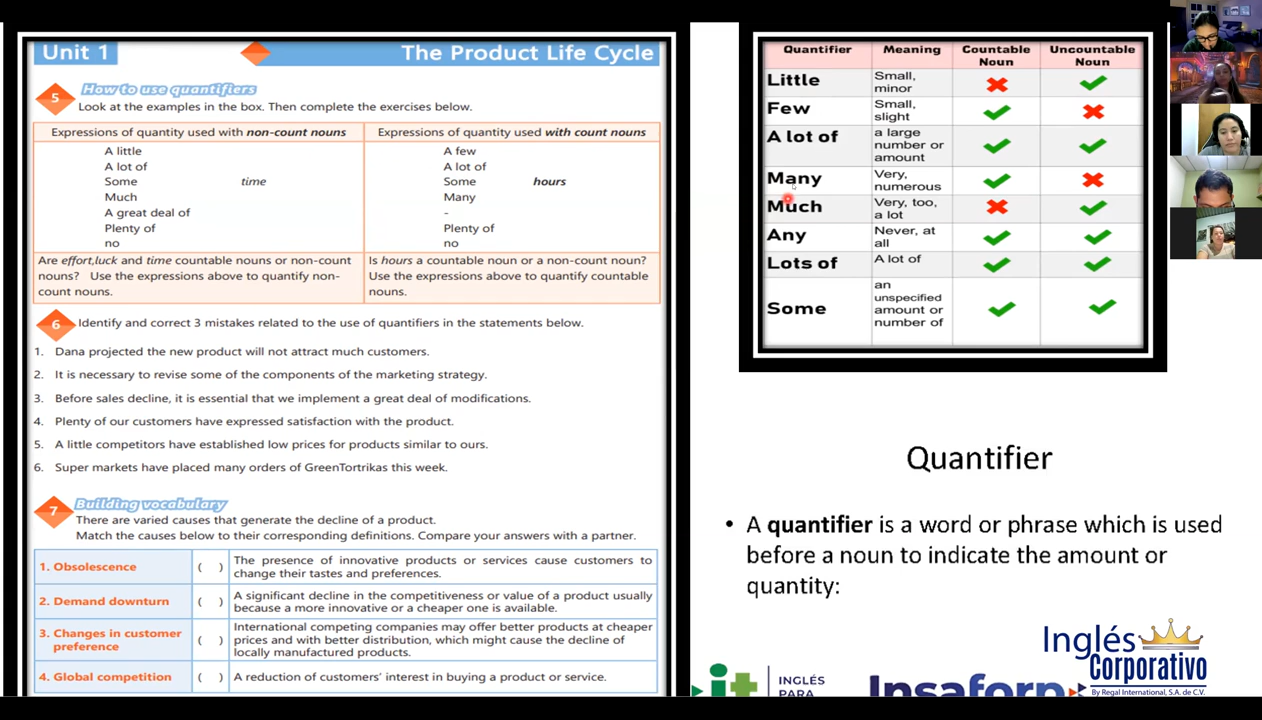 Unit 1
The Product Life Cycle
5
How to use quantifiers
Look at the examples in the box. Then complete the exercises below.
Expressions of quantity used with non-count nouns
A little
A lot of
Some time
Much
A great deal of
Plenty of
no
Are effort,luck and time countable nouns or non-count
nouns? Use the expressions above to quantify non-
count nouns.
Expressions of quantity used with count nouns
A few
A lot of
Some hours
Many
-
Plenty of
no
Is hours a countable noun or a non-count noun?
Use the expressions above to quantify countable
nouns.
6
Identify and correct 3 mistakes related to the use of quantifiers in the statements below.
1. Dana projected the new product will not attract much customers.
2. It is necessary to revise some of the components of the marketing strategy.
3. Before sales decline, it is essential that we implement a great deal of modifications.
4. Plenty of our customers have expressed satisfaction with the product.
5. A little competitors have established low prices for products similar to ours.
6. Super markets have placed many orders of GreenTortrikas this week.
7
Building vocabulary
There are varied causes that generate the decline of a product.
Match the causes below to their corresponding definitions. Compare your answers with a partner.
1. Obsolescence ( ) The presence of innovative products or services cause customers to
change their tastes and preferences.
2. Demand downturn ( ) A significant decline in the competitiveness or value of a product usually
because a more innovative or a cheaper one is available.
3. Changes in customer
preference
( ) International competing companies may offer better products at cheaper
prices and with better distribution, which might cause the decline of
locally manufactured products.
4. Global competition ( ) A reduction of customers' interest in buying a product or service.
Quantifier
Meaning
Countable
Noun
Uncountable
Noun
Little
Small,
minor
Few
Small,
slight
A lot of
a large
number or
amount
Many
Very,
numerous
Much
Very, too,
a lot
Any
Never, at
all
Lots of
A lot of
Some
an
unspecified
amount or
number of
Quantifier
• A quantifier is a word or phrase which is used
before a noun to indicate the amount or
quantity:
it
INGLÉS
PARA
Insaforp
Inglés
Corporativo
By Regal International, S.A. de C.V.